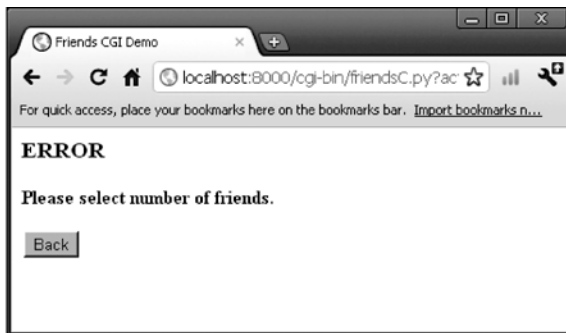 Friends CGI Demo
localhost:8000/cgi-bin/friendsC.py?ac
For quick access, place your bookmarks here on the bookmarks bar. Import bookmarks n...
ERROR
Please select number of friends.
Back